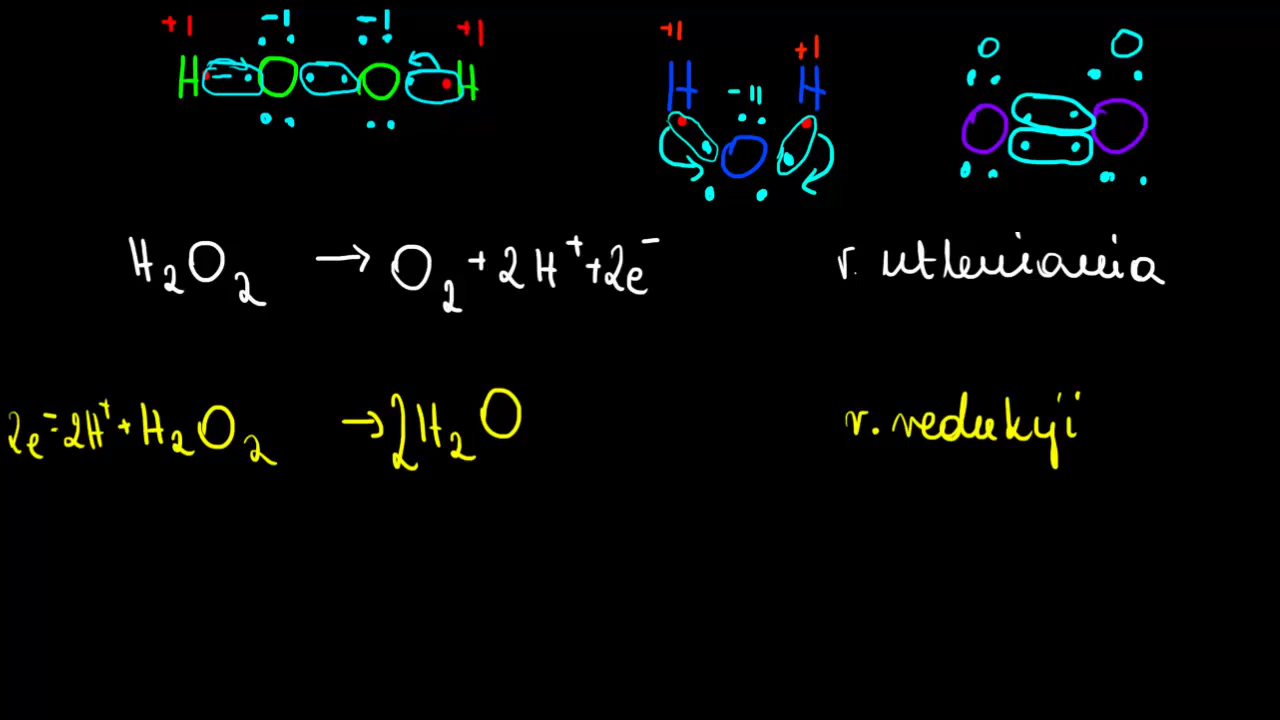 +1 -1 -1 +1
H O O H
+1 +1
H -II H
O
O O
O O
H₂O₂ → O₂ + 2H⁺ + 2e⁻ r. utleniania
2e⁻ 2H⁺ + H₂O₂ → 2H₂O r. redukcji